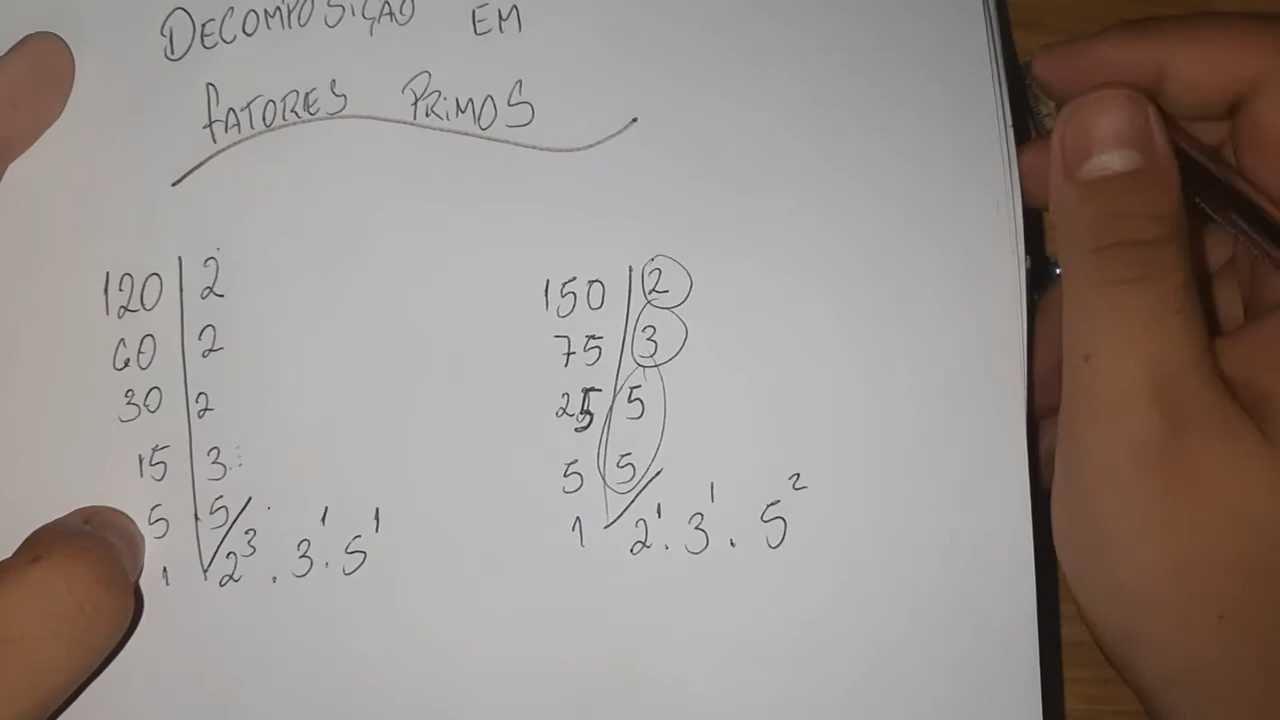 DECOMPOSIÇÃO EM
FATORES PRIMOS
120 | 2
60 | 2
30 | 2
15 | 3
5 | 5
1 | 2³ . 3¹ . 5¹
150 | 2
75 | 3
25 | 5
5 | 5
1 | 2¹ . 3¹ . 5²